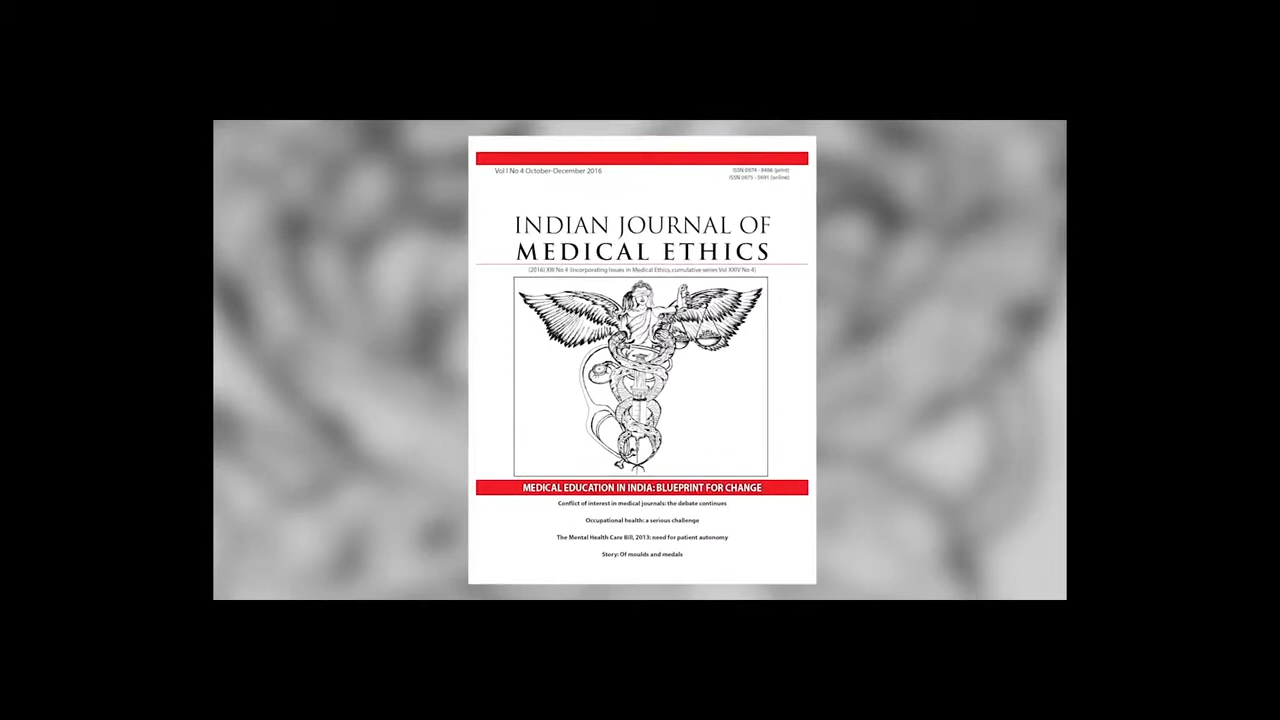 Vol I No 4 October-December 2016
ISSN 0974 - 8466 (print)
ISSN 0975 - 5691 (online)
INDIAN JOURNAL OF
MEDICAL ETHICS
(2016) XIII No 4 (Incorporating Issues in Medical Ethics, cumulative series Vol XXIV No 4)
MEDICAL EDUCATION IN INDIA: BLUEPRINT FOR CHANGE
Conflict of interest in medical journals: the debate continues
Occupational health: a serious challenge
The Mental Health Care Bill, 2013: need for patient autonomy
Story: Of moulds and medals